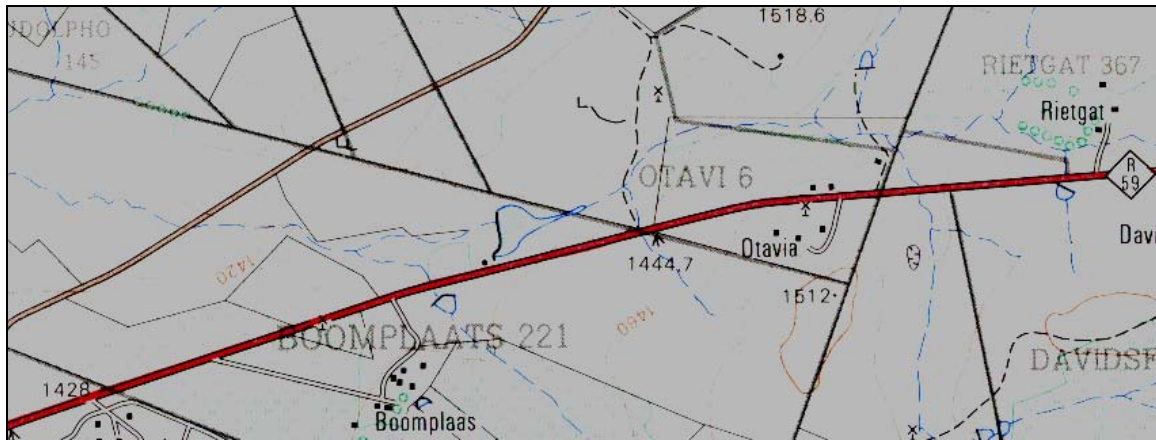 1518.6
145
RIETGAT 367
Rietgat
OTAVI 6
R
59
Otavia
1444.7
1420
1512
1460
BOOMPLAATS 221
DAVIDSF
1428
Boomplaas